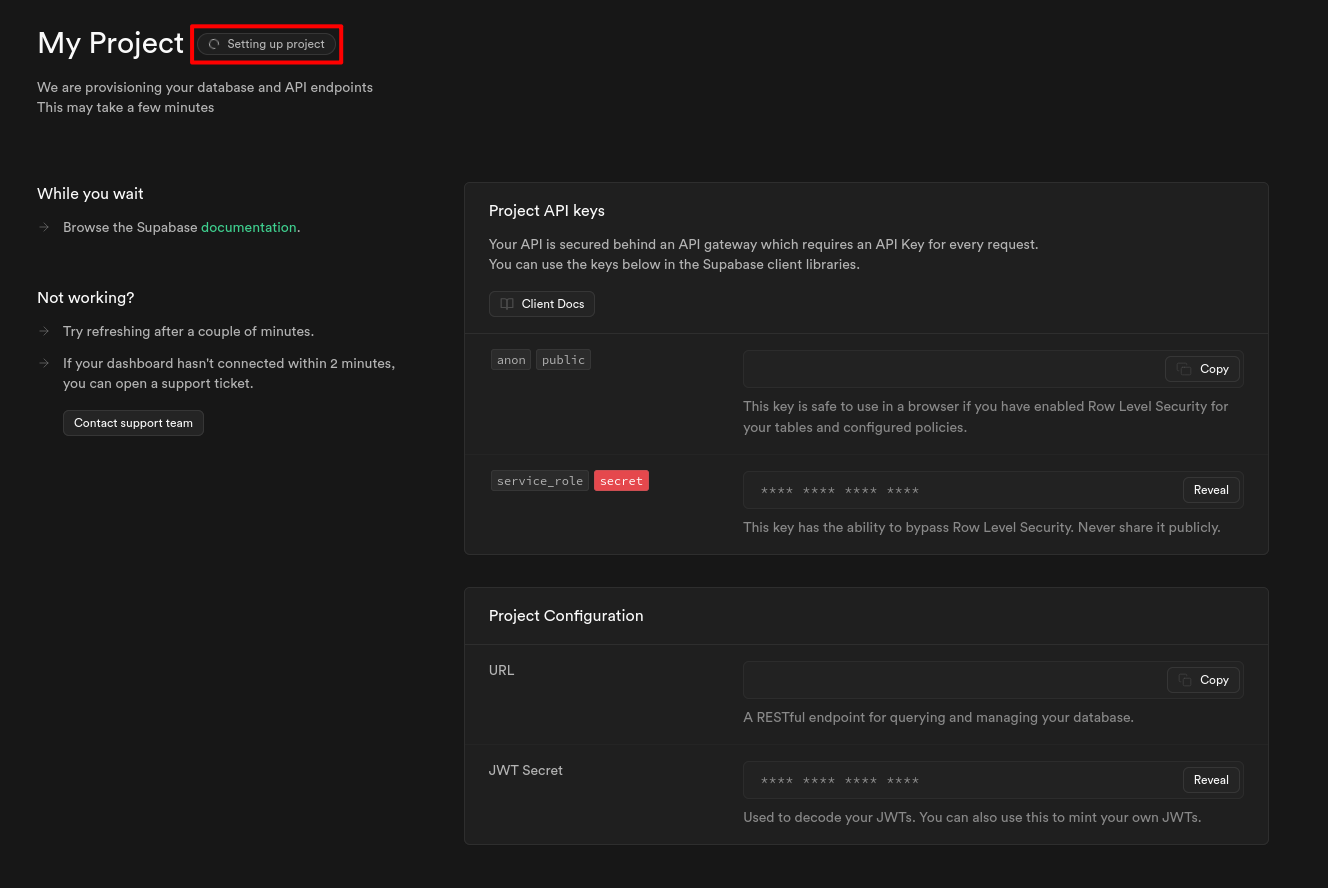 My Project
Setting up project
We are provisioning your database and API endpoints
This may take a few minutes
While you wait
Browse the Supabase documentation.
Not working?
Try refreshing after a couple of minutes.
If your dashboard hasn't connected within 2 minutes,
you can open a support ticket.
Contact support team
Project API keys
Your API is secured behind an API gateway which requires an API Key for every request.
You can use the keys below in the Supabase client libraries.
Client Docs
anon public
Copy
This key is safe to use in a browser if you have enabled Row Level Security for
your tables and configured policies.
service_role secret
**** **** **** ****
Reveal
This key has the ability to bypass Row Level Security. Never share it publicly.
Project Configuration
URL
Copy
A RESTful endpoint for querying and managing your database.
JWT Secret
**** **** **** ****
Reveal
Used to decode your JWTs. You can also use this to mint your own JWTs.